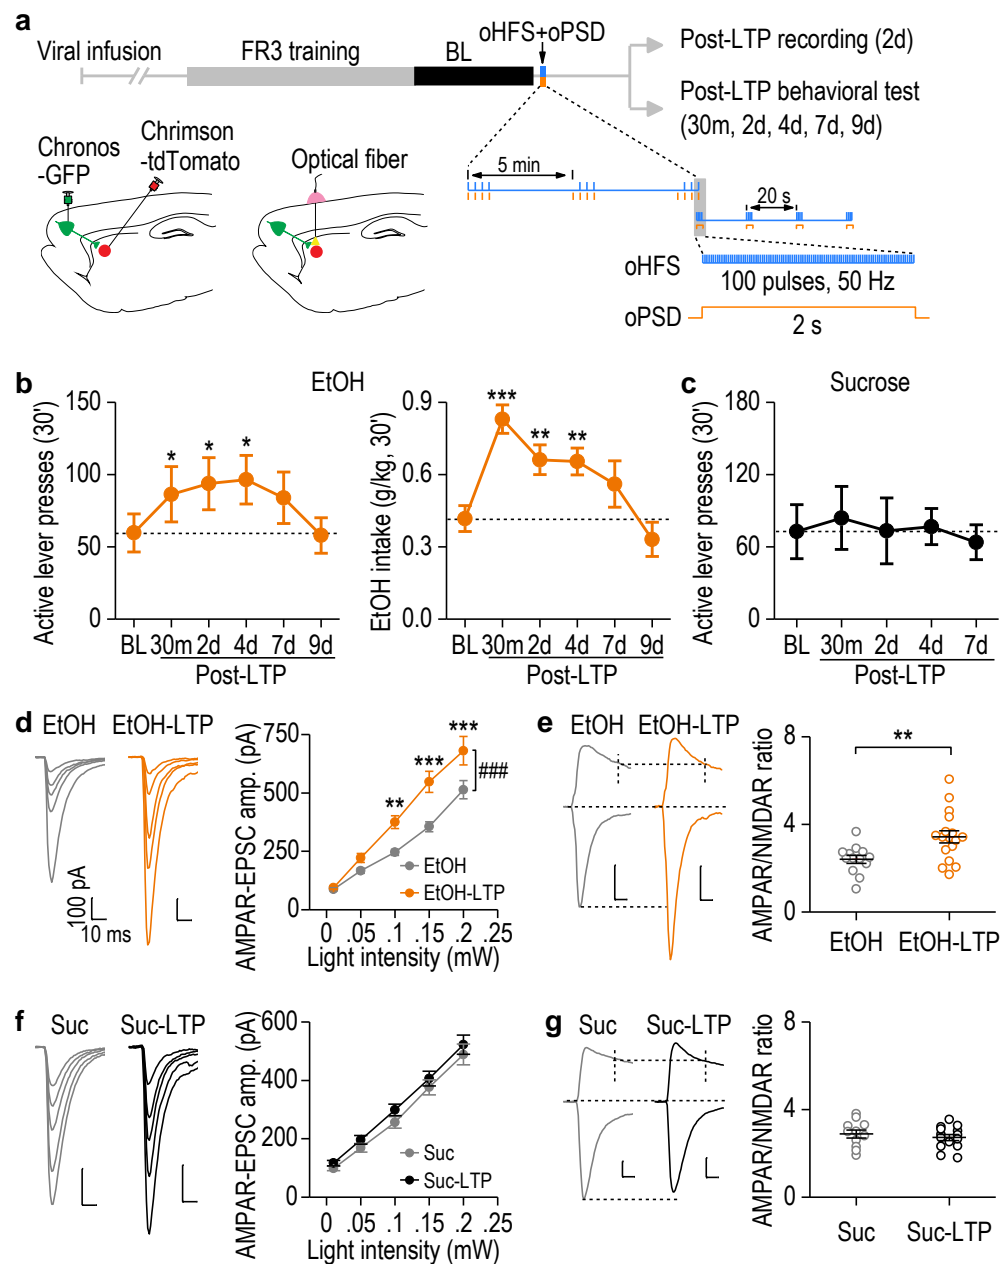 a
Viral infusion
FR3 training
BL
oHFS+oPSD
Post-LTP recording (2d)
Post-LTP behavioral test
(30m, 2d, 4d, 7d, 9d)
Chronos
-GFP
Chrimson
-tdTomato
Optical fiber
5 min
20 s
oHFS
100 pulses, 50 Hz
oPSD
2 s
b
EtOH
Active lever presses (30')
150
100
50
0
BL 30m 2d 4d 7d 9d
Post-LTP
* * *
EtOH intake (g/kg, 30')
0.9
0.6
0.3
0.0
BL 30m 2d 4d 7d 9d
Post-LTP
*** ** **
c
Sucrose
Active lever presses (30')
180
120
60
0
BL 30m 2d 4d 7d
Post-LTP
d
EtOH EtOH-LTP
100 pA
10 ms
AMPAR-EPSC amp. (pA)
750
500
250
0
** *** ***
###
EtOH
EtOH-LTP
0 .05 .1 .15 .2 .25
Light intensity (mW)
e
EtOH EtOH-LTP
AMPAR/NMDAR ratio
8
4
0
**
EtOH EtOH-LTP
f
Suc Suc-LTP
AMPAR-EPSC amp. (pA)
600
400
200
0
Suc
Suc-LTP
0 .05 .1 .15 .2 .25
Light intensity (mW)
g
Suc Suc-LTP
AMPAR/NMDAR ratio
8
4
0
Suc Suc-LTP